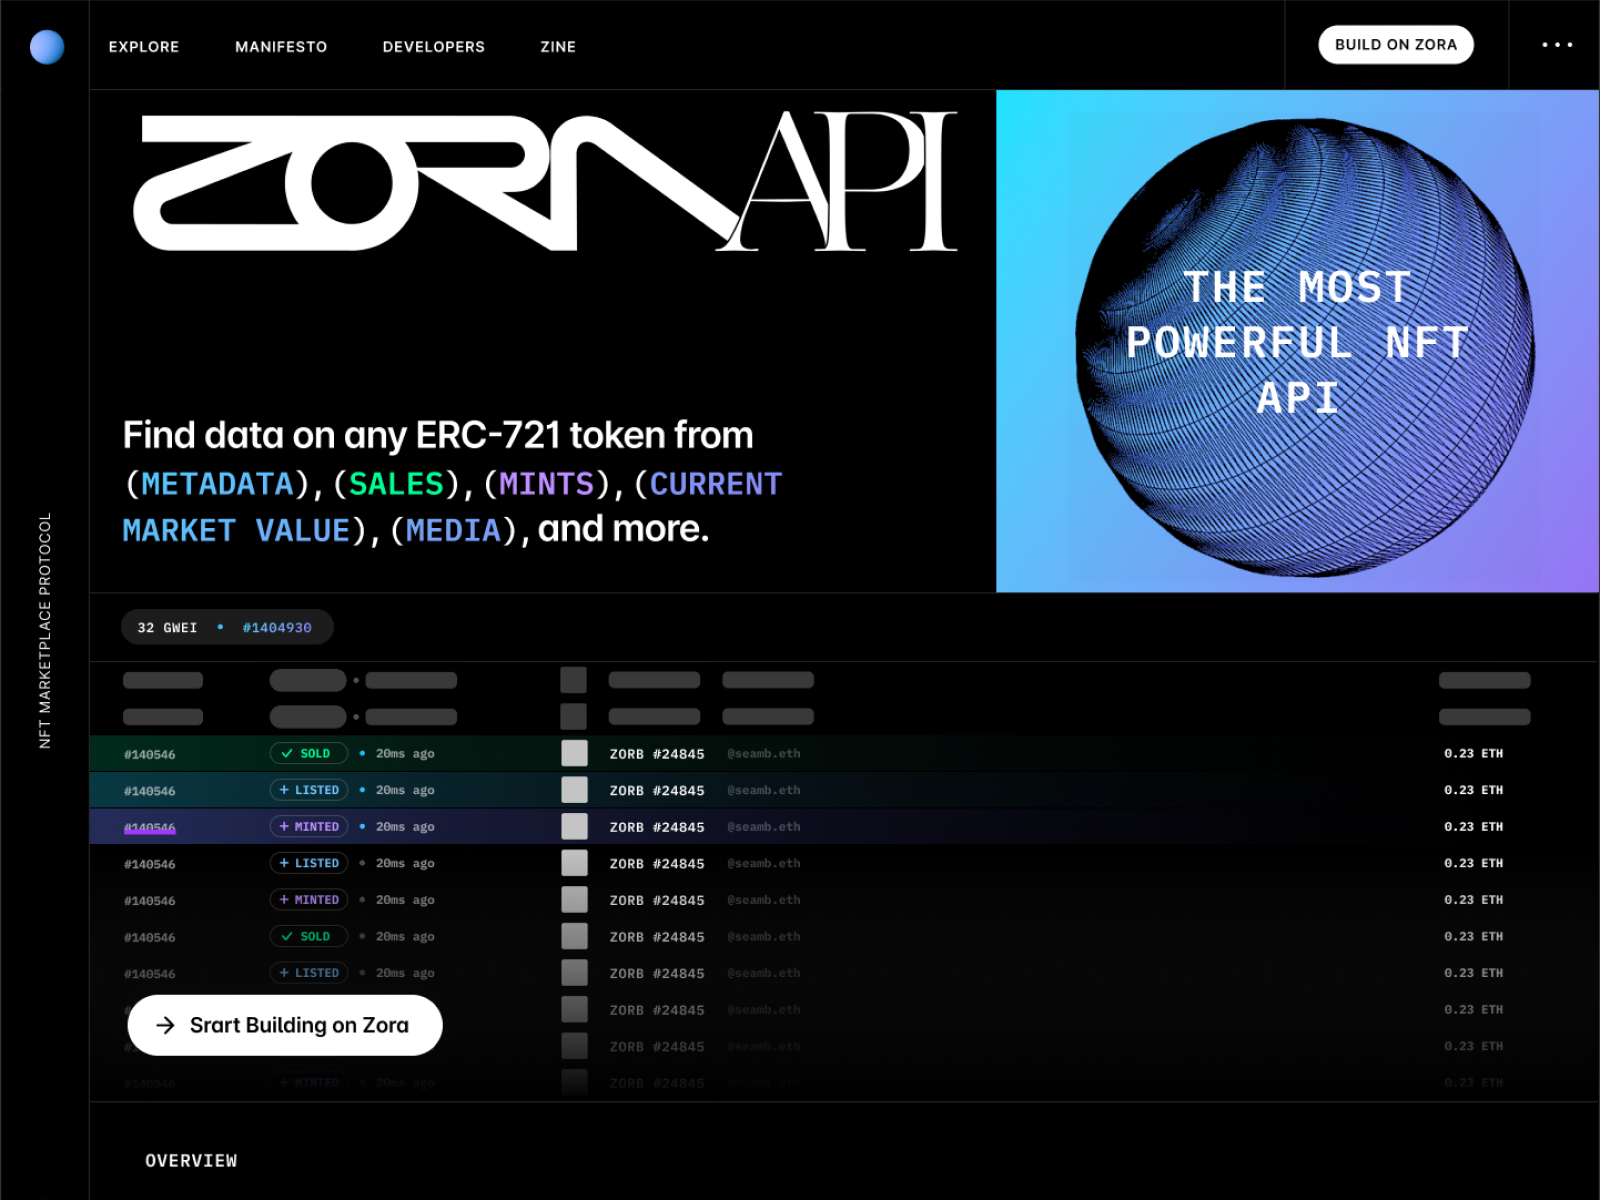 EXPLORE MANIFESTO DEVELOPERS ZINE BUILD ON ZORA
ZORA API
THE MOST
POWERFUL NFT
API
Find data on any ERC-721 token from
(METADATA), (SALES), (MINTS), (CURRENT
MARKET VALUE), (MEDIA), and more.
NFT MARKETPLACE PROTOCOL
32 GWEI • #1404930
#140546 SOLD • 20ms ago ZORB #24845 @seamb.eth 0.23 ETH
#140546 + LISTED • 20ms ago ZORB #24845 @seamb.eth 0.23 ETH
#140546 + MINTED • 20ms ago ZORB #24845 @seamb.eth 0.23 ETH
#140546 + LISTED • 20ms ago ZORB #24845 @seamb.eth 0.23 ETH
#140546 + MINTED • 20ms ago ZORB #24845 @seamb.eth 0.23 ETH
#140546 SOLD • 20ms ago ZORB #24845 @seamb.eth 0.23 ETH
#140546 + LISTED • 20ms ago ZORB #24845 @seamb.eth 0.23 ETH
ZORB #24845 @seamb.eth 0.23 ETH
→ Srart Building on Zora
ZORB #24845 @seamb.eth 0.23 ETH
#140546 + MINTED • 20ms ago ZORB #24845 @seamb.eth 0.23 ETH
OVERVIEW